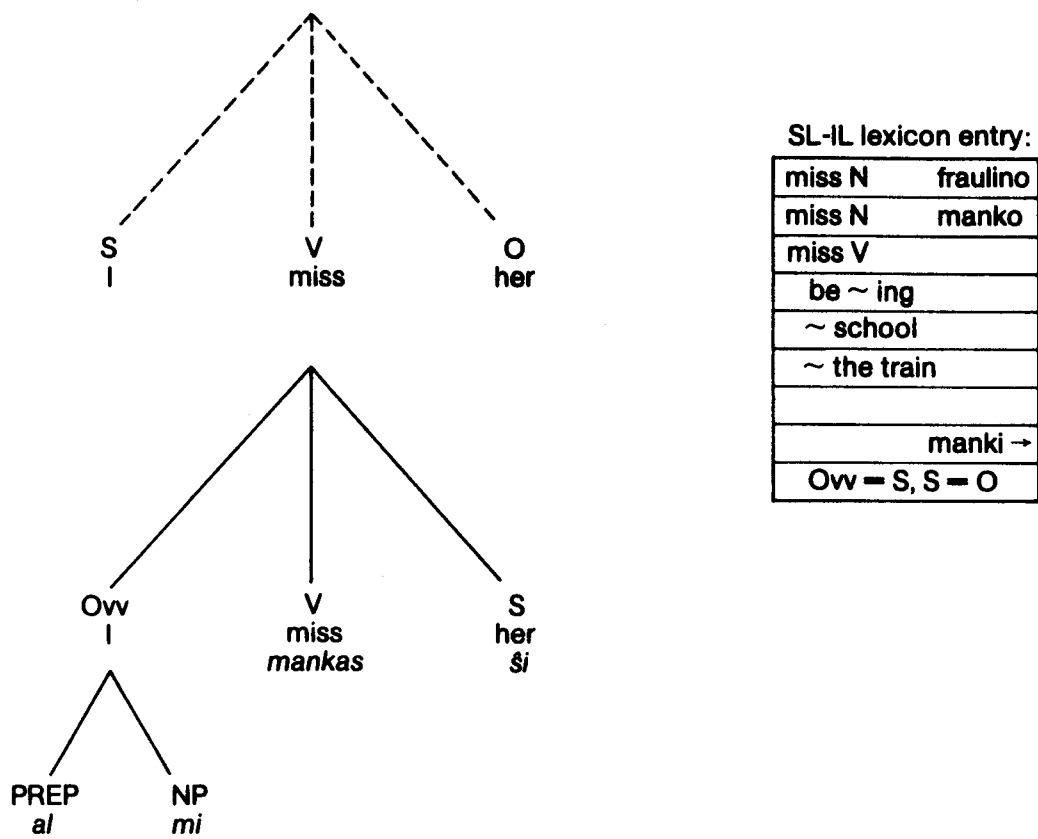 S V O
I miss her
Ovv V S
I miss her
mankas ŝi
PREP NP
al mi
SL-IL lexicon entry:
miss N fraulino
miss N manko
miss V
be ~ ing
~ school
~ the train
manki →
Ovv = S, S = O